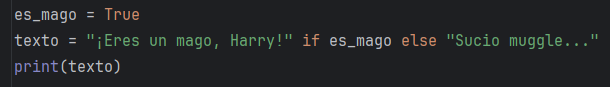 es_mago = True
texto = "¡Eres un mago, Harry!" if es_mago else "Sucio muggle..."
print(texto)